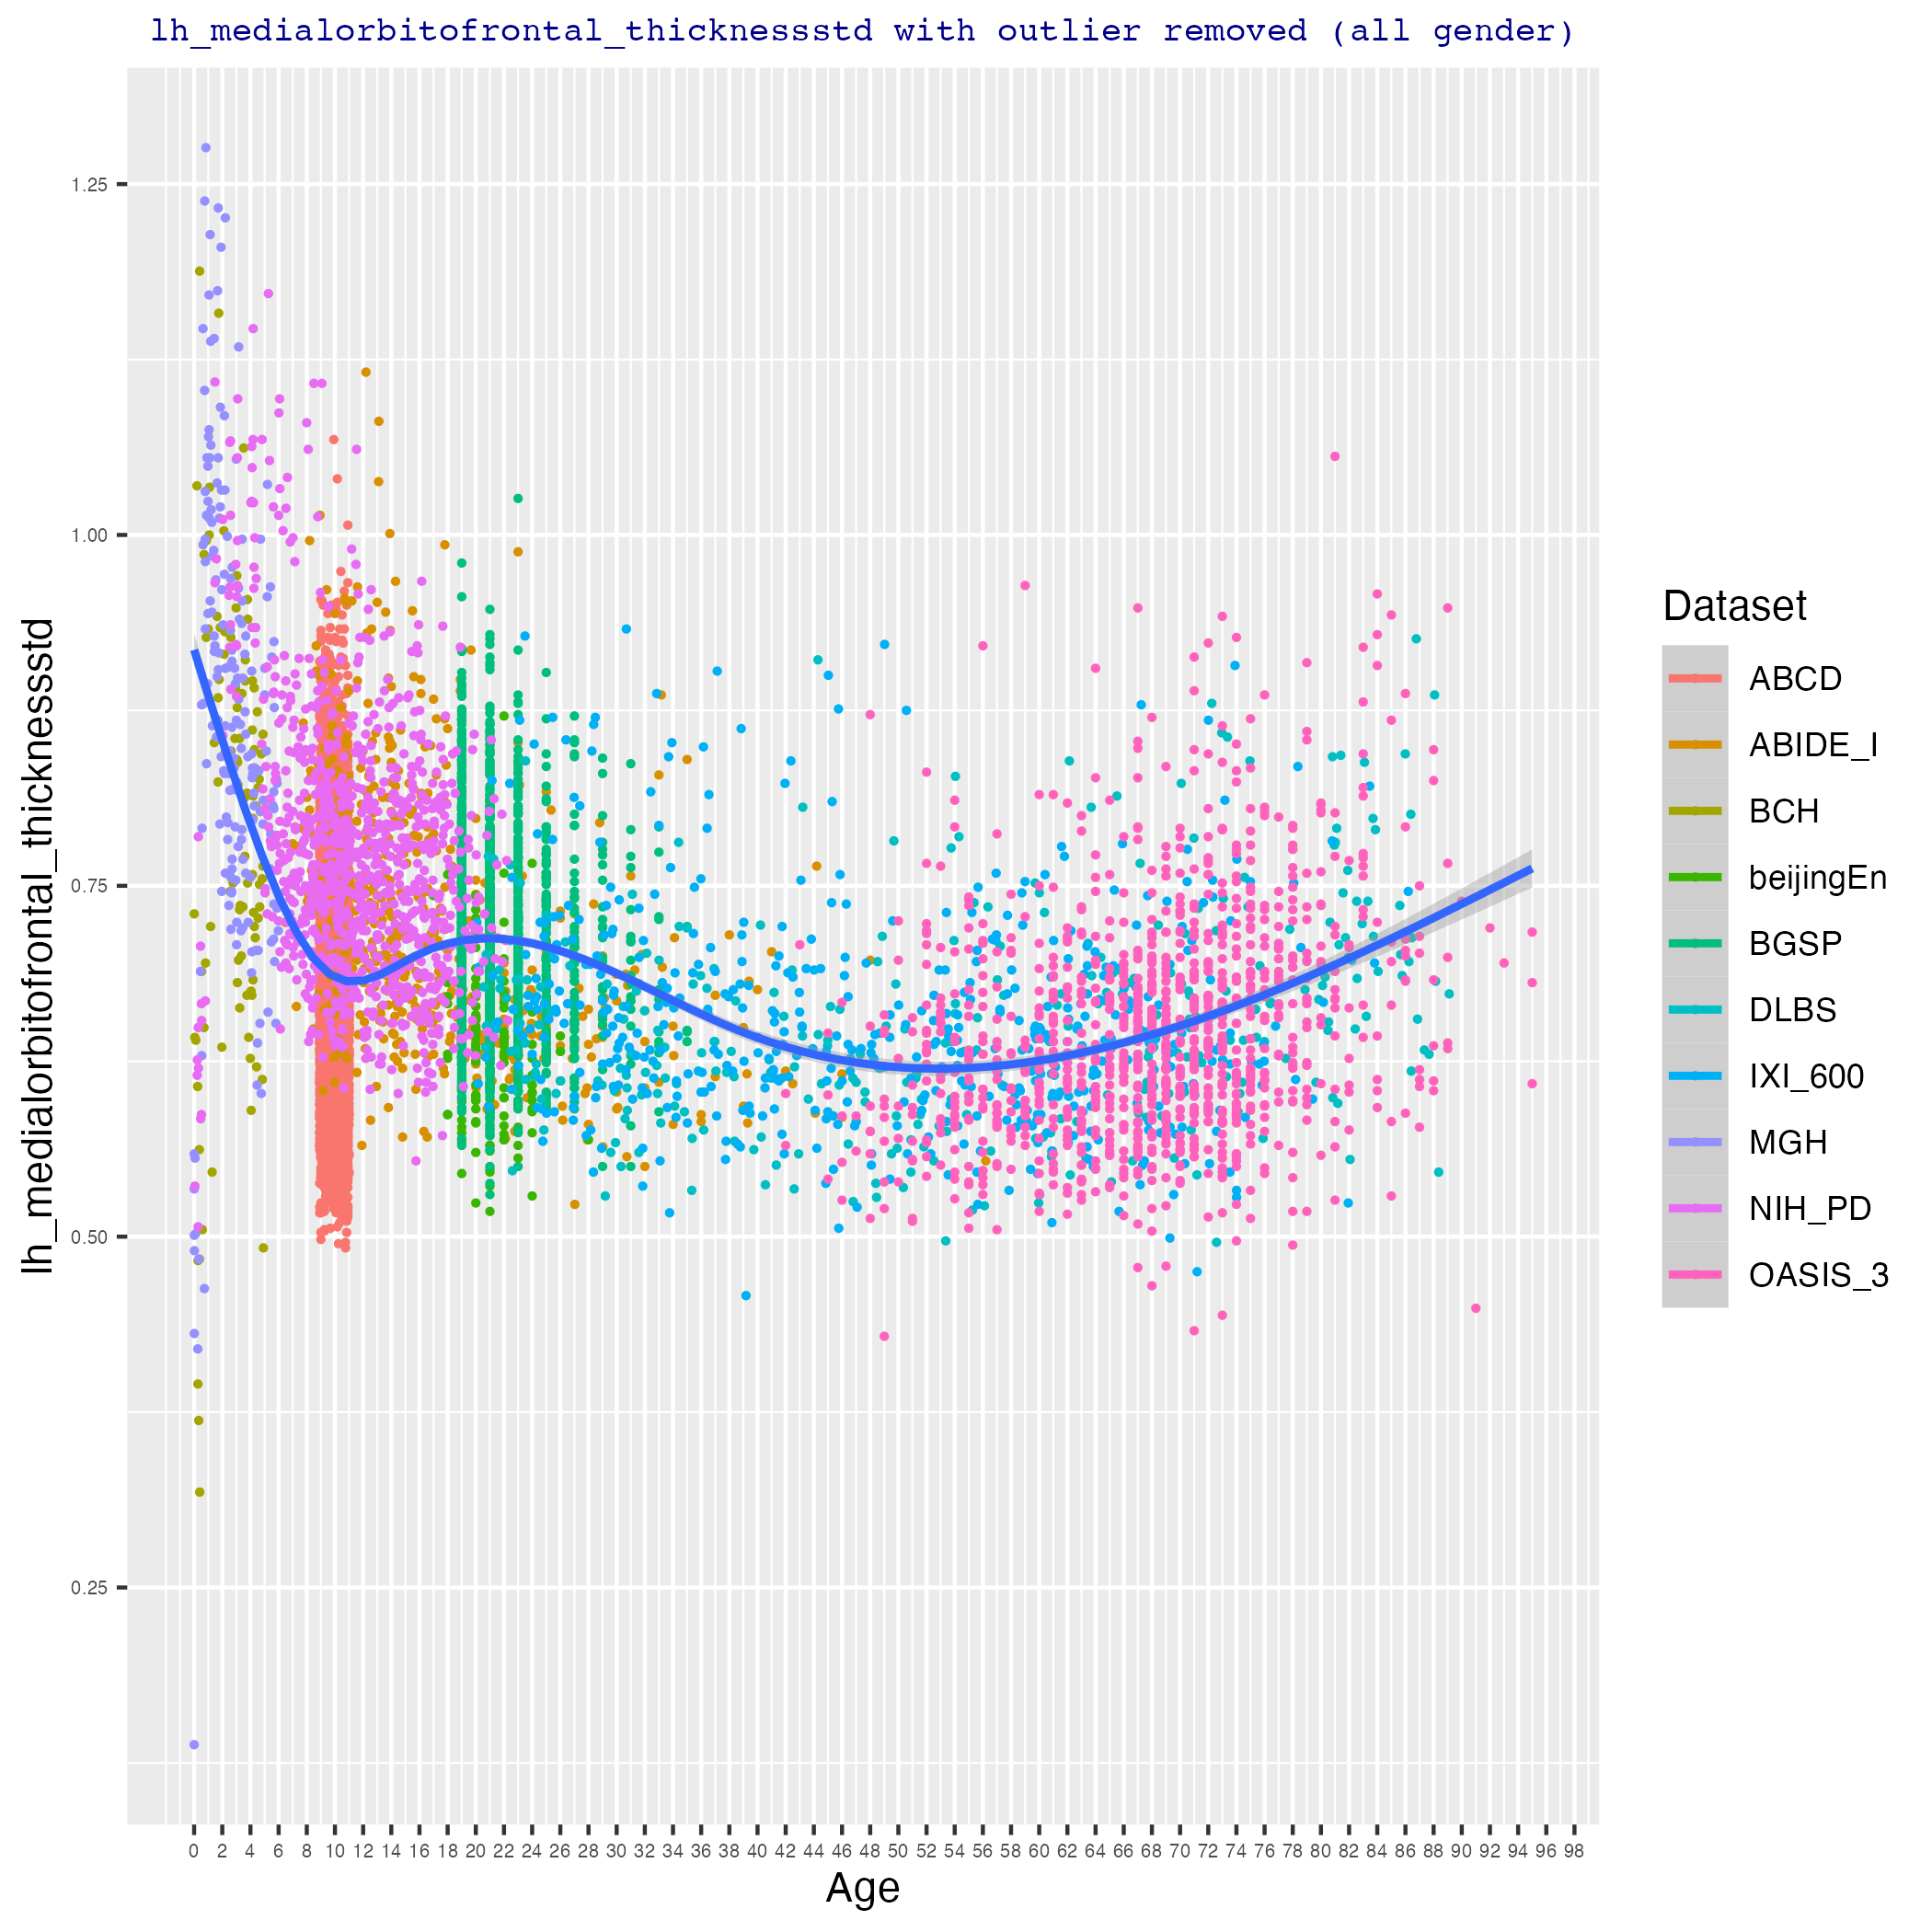 lh_medialorbitofrontal_thicknessstd with outlier removed (all gender)
lh_medialorbitofrontal_thicknessstd
1.25
1.00
0.75
0.50
0.25
0 2 4 6 8 10 12 14 16 18 20 22 24 26 28 30 32 34 36 38 40 42 44 46 48 50 52 54 56 58 60 62 64 66 68 70 72 74 76 78 80 82 84 86 88 90 92 94 96 98
Age
Dataset
ABCD
ABIDE_I
BCH
beijingEn
BGSP
DLBS
IXI_600
MGH
NIH_PD
OASIS_3